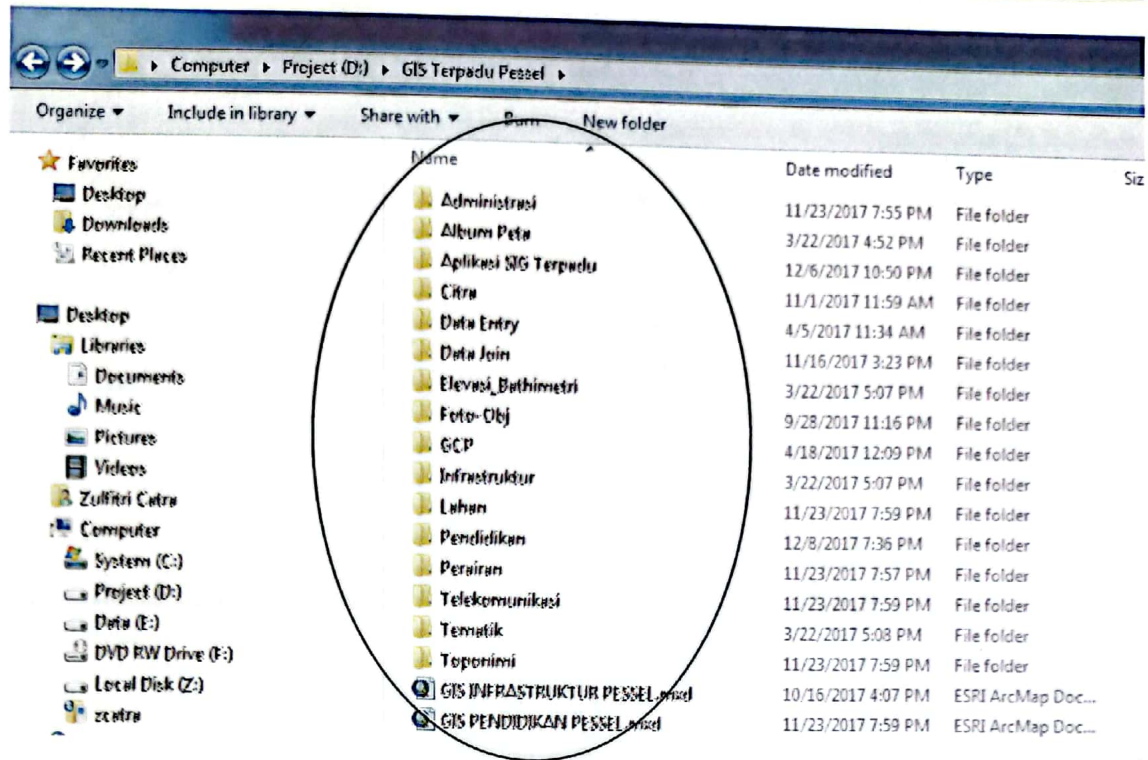 Computer ▸ Project (D:) ▸ GIS Terpadu Pessel ▸
Organize Include in library Share with Burn New folder
Name Date modified Type Siz
Favorites
Desktop
Downloads
Recent Places
Desktop
Libraries
Documents
Music
Pictures
Videos
Zulfitri Catra
Computer
System (C:)
Project (D:)
Data (E:)
DVD RW Drive (F:)
Local Disk (Z:)
zcatra
Administrasi 11/23/2017 7:55 PM File folder
Album Peta 3/22/2017 4:52 PM File folder
Aplikasi SIG Terpadu 12/6/2017 10:50 PM File folder
Citra 11/1/2017 11:59 AM File folder
Data Entry 4/5/2017 11:34 AM File folder
Data Join 11/16/2017 3:23 PM File folder
Elevasi_Bathimetri 3/22/2017 5:07 PM File folder
Foto-Obj 9/28/2017 11:16 PM File folder
GCP 4/18/2017 12:09 PM File folder
Infrastruktur 3/22/2017 5:07 PM File folder
Lahan 11/23/2017 7:59 PM File folder
Pendidikan 12/8/2017 7:36 PM File folder
Perairan 11/23/2017 7:57 PM File folder
Telekomunikasi 11/23/2017 7:59 PM File folder
Tematik 3/22/2017 5:08 PM File folder
Toponimi 11/23/2017 7:59 PM File folder
GIS INFRASTRUKTUR PESSEL.mxd 10/16/2017 4:07 PM ESRI ArcMap Doc...
GIS PENDIDIKAN PESSEL.mxd 11/23/2017 7:59 PM ESRI ArcMap Doc...